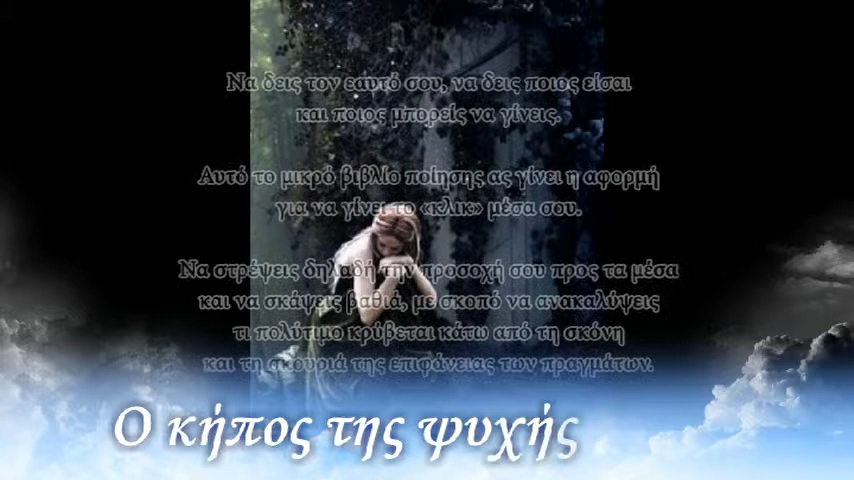 Να δεις τον εαυτό σου, να δεις ποιος είσαι
και ποιος μπορείς να γίνεις.
Αυτό το μικρό βιβλίο ποίησης ας γίνει η αφορμή
για να γίνει το «κλικ» μέσα σου.
Να στρέψεις δηλαδή την προσοχή σου προς τα μέσα
και να σκάψεις βαθιά, με σκοπό να ανακαλύψεις
τι πολύτιμο κρύβεται κάτω από τη σκόνη
και τη σκουριά της επιφάνειας των πραγμάτων.
Ο κήπος της ψυχής